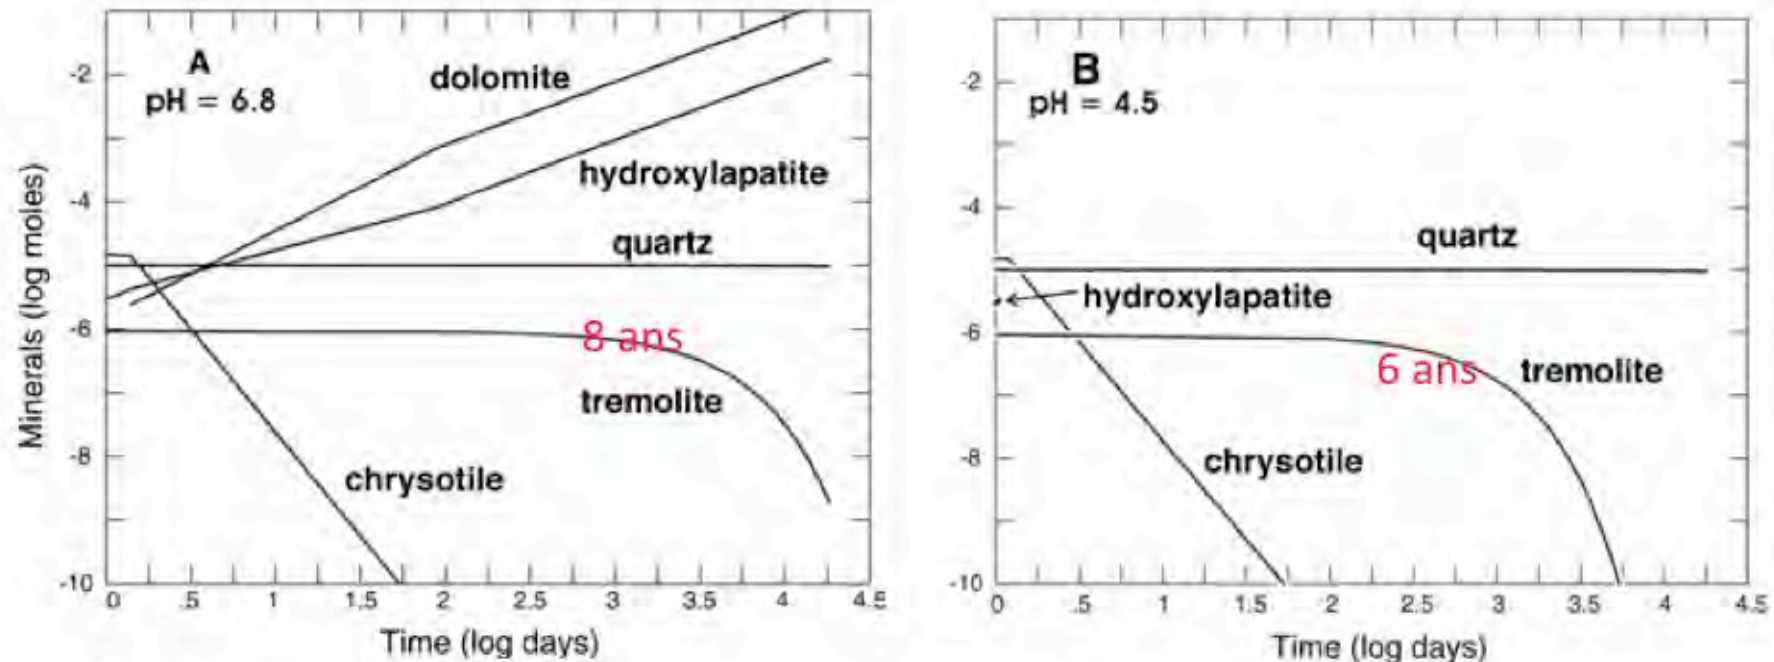 A
pH = 6.8
dolomite
hydroxylapatite
quartz
8 ans
tremolite
chrysotile
Minerals (log moles)
-2
-4
-6
-8
-10
0 .5 1 1.5 2 2.5 3 3.5 4 4.5
Time (log days)
B
pH = 4.5
quartz
hydroxylapatite
6 ans
tremolite
chrysotile
-2
-4
-6
-8
-10
0 .5 1 1.5 2 2.5 3 3.5 4 4.5
Time (log days)